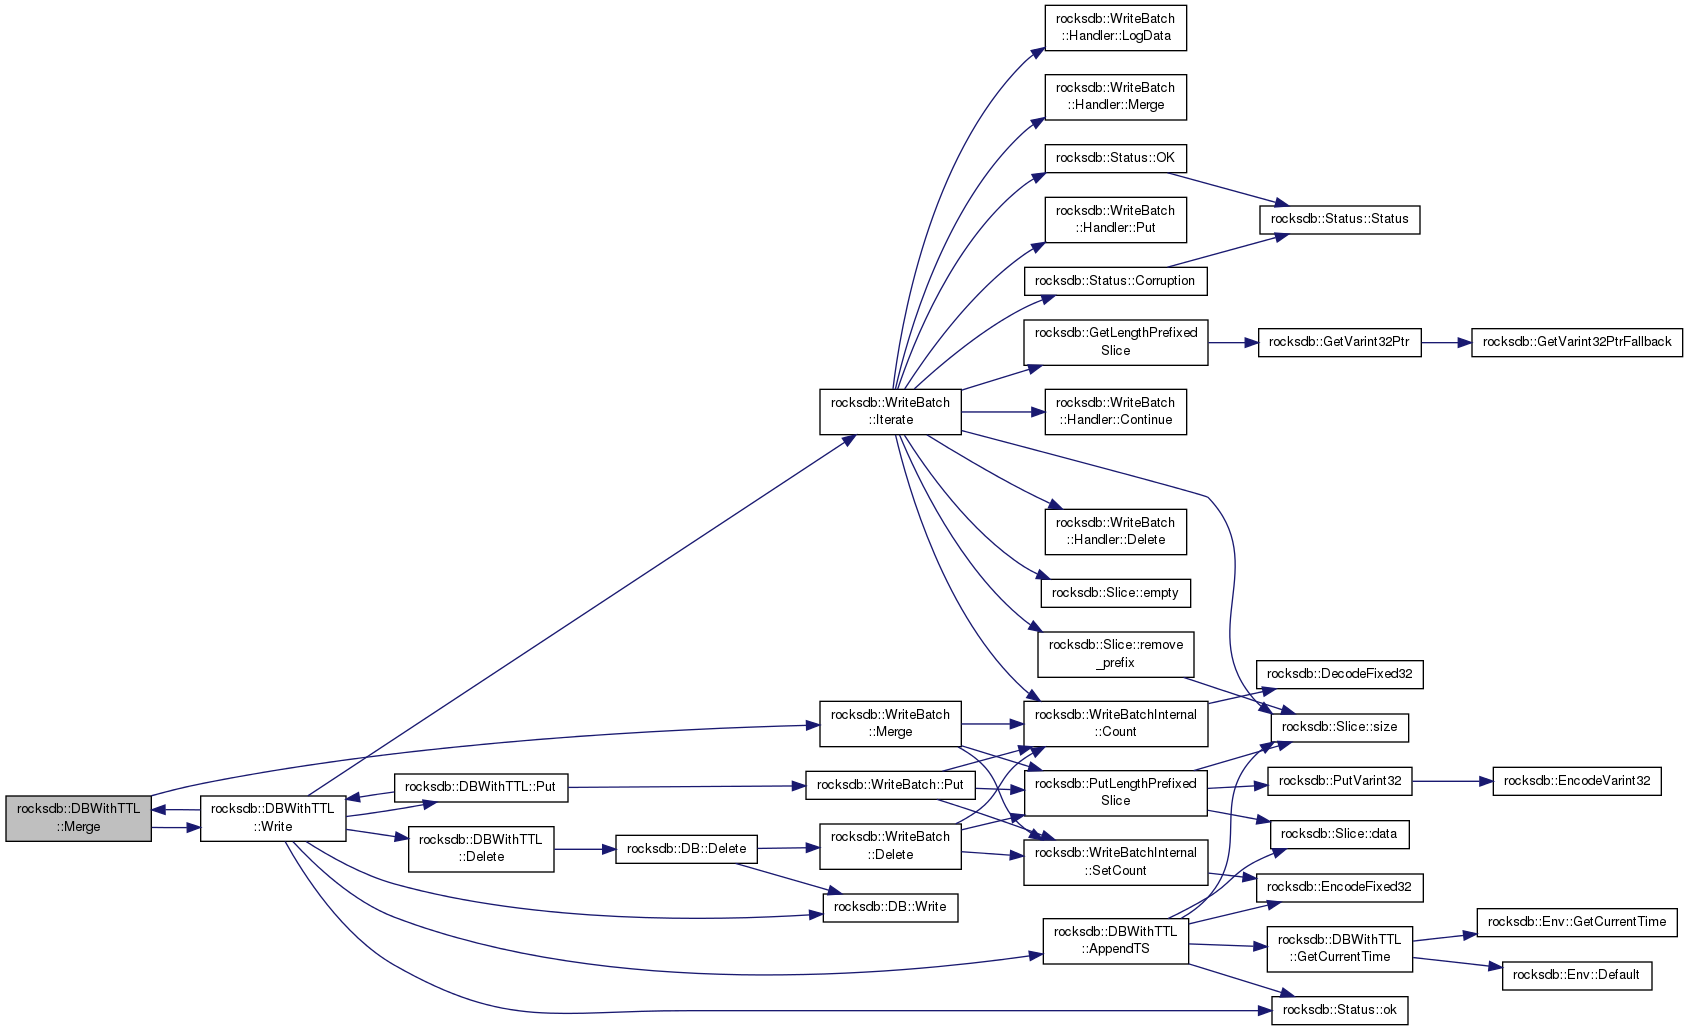 rocksdb::WriteBatch
::Handler::LogData
rocksdb::WriteBatch
::Handler::Merge
rocksdb::Status::OK
rocksdb::WriteBatch
::Handler::Put
rocksdb::Status::Status
rocksdb::Status::Corruption
rocksdb::GetLengthPrefixed
Slice
rocksdb::GetVarint32Ptr
rocksdb::GetVarint32PtrFallback
rocksdb::WriteBatch
::Iterate
rocksdb::WriteBatch
::Handler::Continue
rocksdb::WriteBatch
::Handler::Delete
rocksdb::Slice::empty
rocksdb::Slice::remove
_prefix
rocksdb::DecodeFixed32
rocksdb::WriteBatch
::Merge
rocksdb::WriteBatchInternal
::Count
rocksdb::Slice::size
rocksdb::DBWithTTL
::Merge
rocksdb::DBWithTTL
::Write
rocksdb::DBWithTTL::Put
rocksdb::WriteBatch::Put
rocksdb::PutLengthPrefixed
Slice
rocksdb::PutVarint32
rocksdb::EncodeVarint32
rocksdb::DBWithTTL
::Delete
rocksdb::DB::Delete
rocksdb::WriteBatch
::Delete
rocksdb::Slice::data
rocksdb::WriteBatchInternal
::SetCount
rocksdb::EncodeFixed32
rocksdb::DB::Write
rocksdb::DBWithTTL
::AppendTS
rocksdb::DBWithTTL
::GetCurrentTime
rocksdb::Env::GetCurrentTime
rocksdb::Env::Default
rocksdb::Status::ok